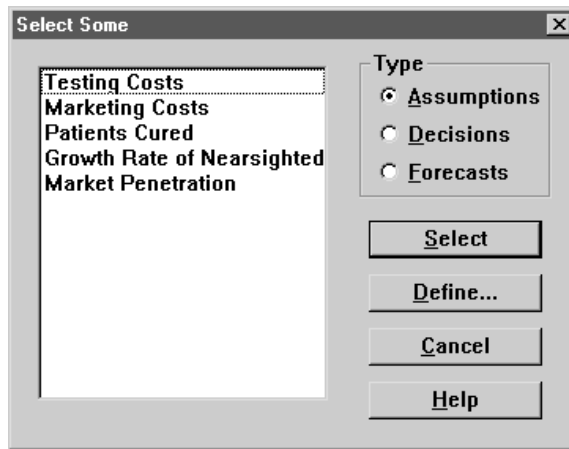 Select Some
Testing Costs
Marketing Costs
Patients Cured
Growth Rate of Nearsighted
Market Penetration
Type
Assumptions
Decisions
Forecasts
Select
Define...
Cancel
Help